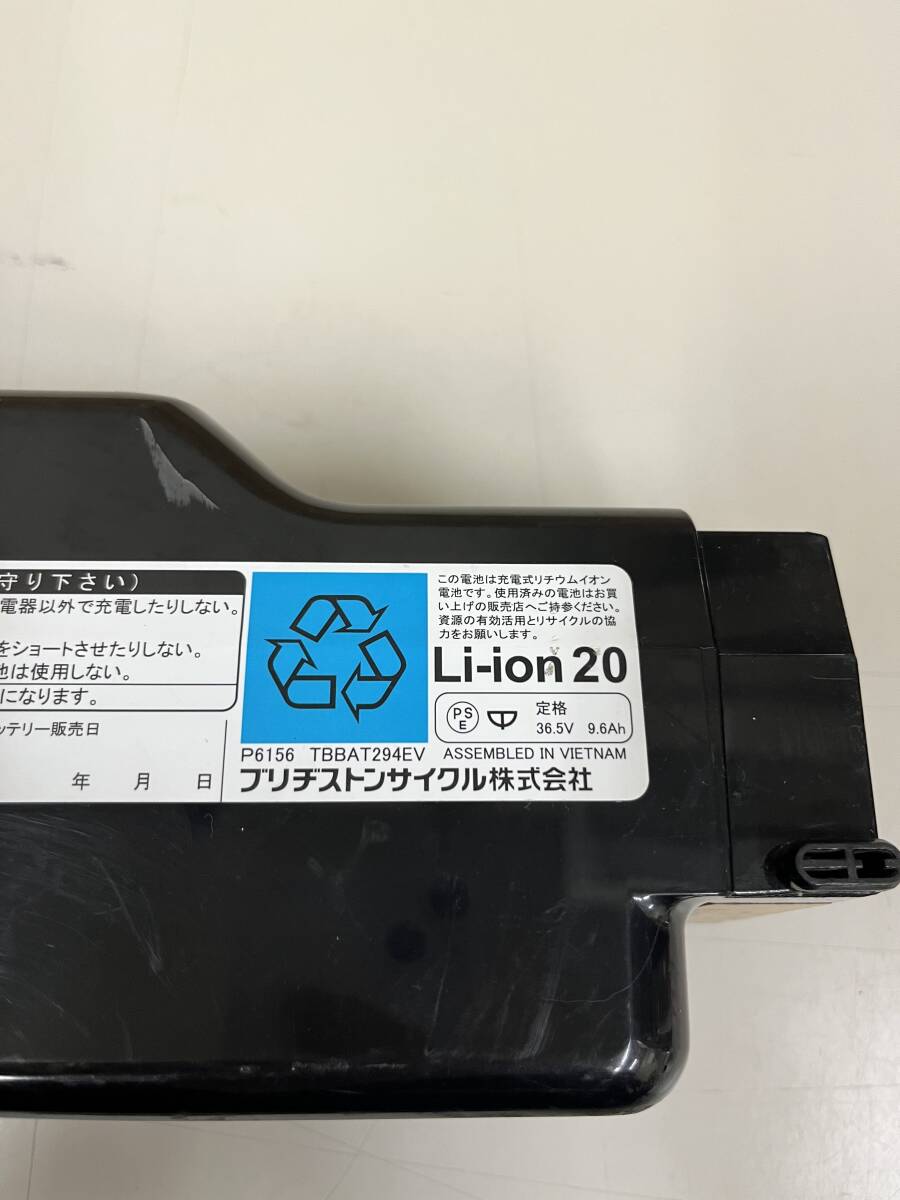 守り下さい)
電器以外で充電したりしない。
をショートさせたりしない。
池は使用しない。
になります。
ッテリー販売日
年 月 日
この電池は充電式リチウムイオン
電池です。使用済みの電池はお買
い上げの販売店へご持参ください。
資源の有効活用とリサイクルの協
力をお願いします。
Li-ion 20
PS
E
定格
36.5V 9.6Ah
P6156 TBBAT294EV ASSEMBLED IN VIETNAM
ブリヂストンサイクル株式会社